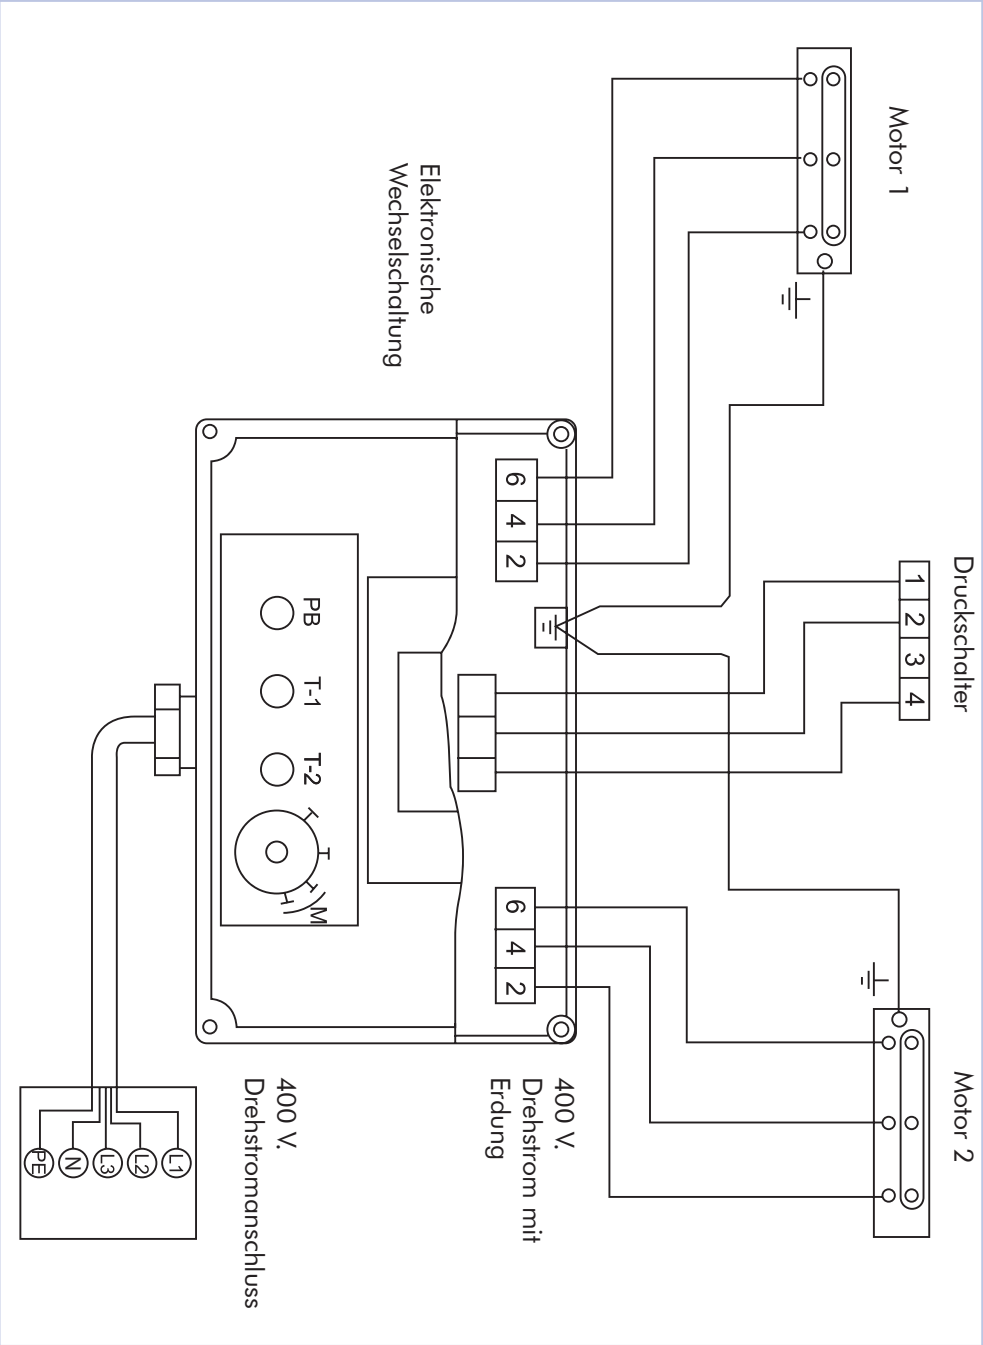 Motor 1
Druckschalter
1
2
3
4
Motor 2
Elektronische
Wechselschaltung
6
4
2
6
4
2
400 V.
Drehstrom mit
Erdung
PB
T-1
T-2
M
400 V.
Drehstromanschluss
PE
N
L3
L2
L1